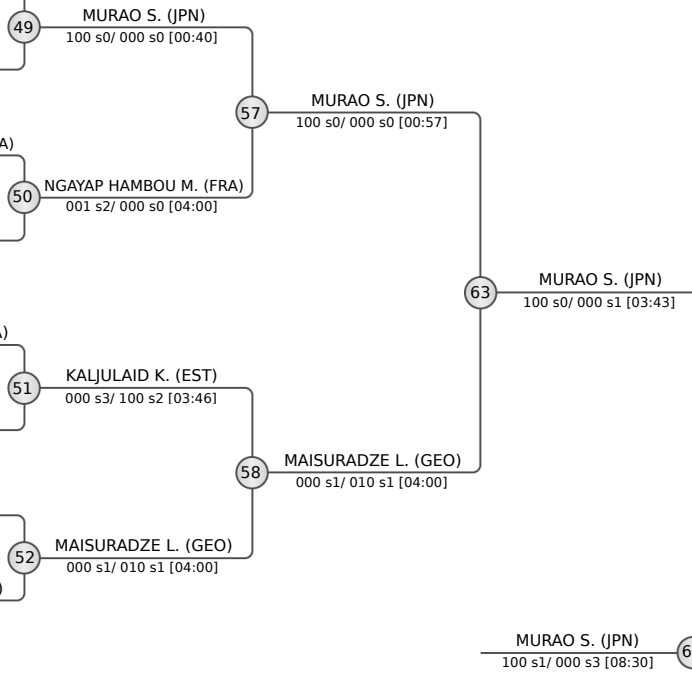 49
MURAO S. (JPN)
100 s0/ 000 s0 [00:40]
57
MURAO S. (JPN)
100 s0/ 000 s0 [00:57]
A)
50
NGAYAP HAMBOU M. (FRA)
001 s2/ 000 s0 [04:00]
63
MURAO S. (JPN)
100 s0/ 000 s1 [03:43]
)
51
KALJULAID K. (EST)
000 s3/ 100 s2 [03:46]
58
MAISURADZE L. (GEO)
000 s1/ 010 s1 [04:00]
52
MAISURADZE L. (GEO)
000 s1/ 010 s1 [04:00]
)
MURAO S. (JPN)
100 s1/ 000 s3 [08:30]
6